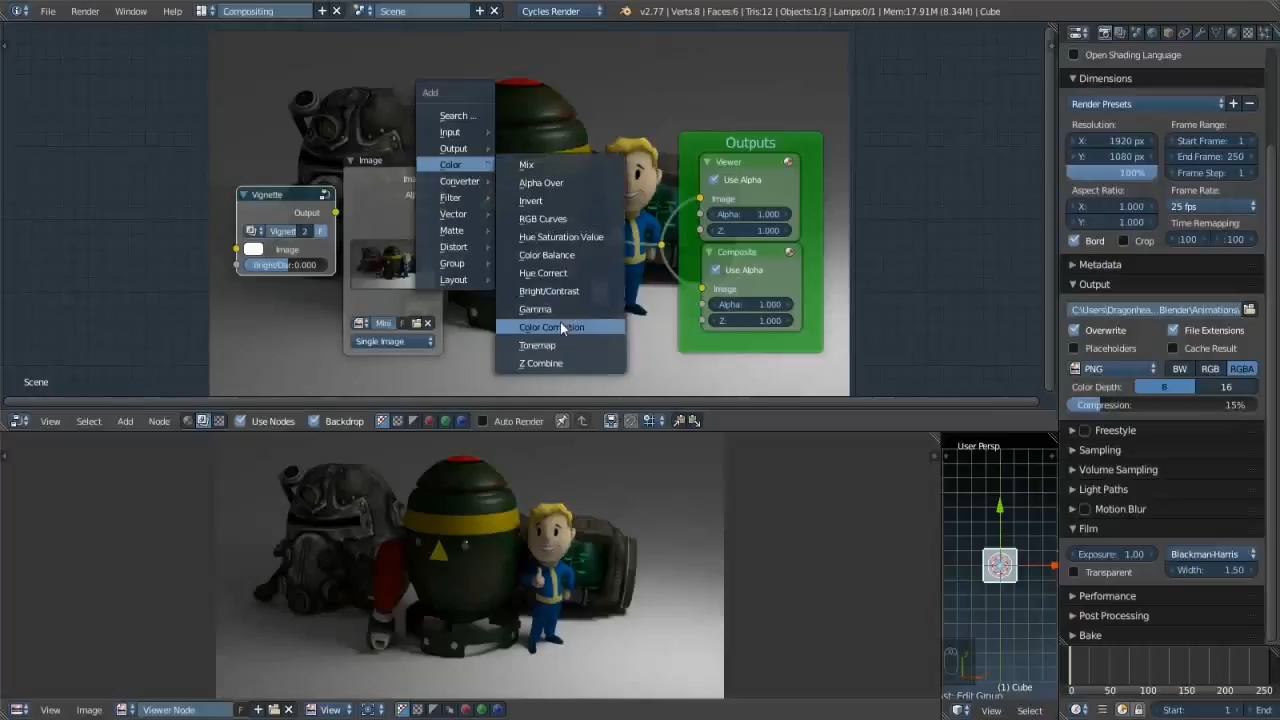 File Render Window Help Compositing Scene Cycles Render v2.77 | Verts:8 | Faces:6 | Tris:12 | Objects:1/3 | Lamps:0/1 | Mem:17.91M (8.34M) | Cube
Add
Search ...
Input
Output
Color
Converter
Filter
Vector
Matte
Distort
Group
Layout
Mix
Alpha Over
Invert
RGB Curves
Hue Saturation Value
Color Balance
Hue Correct
Bright/Contrast
Gamma
Color Correction
Tonemap
Z Combine
Vignette
Output
Vignett 2 F
Image
Image
Single Image
Outputs
Viewer
Use Alpha
Image
Alpha: 1.000
Z: 1.000
Composite
Use Alpha
Image
Alpha: 1.000
Z: 1.000
Scene
View Select Add Node Use Nodes Backdrop Auto Render
User Persp
(1) Cube
View Image Viewer Node F View
View Select
Open Shading Language
Dimensions
Render Presets
Resolution: Frame Range:
X: 1920 px Start Frame: 1
Y: 1080 px End Frame: 250
100% Frame Step: 1
Aspect Ratio: Frame Rate:
X: 1.000 25 fps
Y: 1.000 Time Remapping:
Bord Crop :100 :100
Metadata
Output
C:\Users\Dragonhea...Blender\Animations\
Overwrite File Extensions
Placeholders Cache Result
PNG BW RGB RGBA
Color Depth: 8 16
Compression: 15%
Freestyle
Sampling
Volume Sampling
Light Paths
Motion Blur
Film
Exposure: 1.00 Blackman-Harris
Transparent Width: 1.50
Performance
Post Processing
Bake
0 50 100 150 200 250
Start: 1 End: